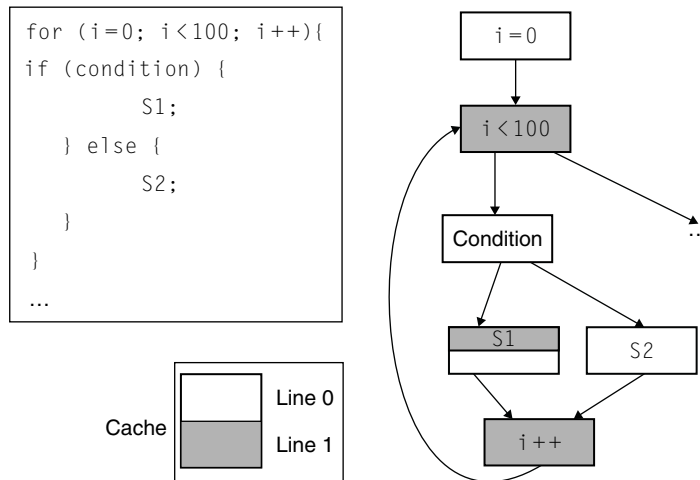 for (i=0; i<100; i++){
if (condition) {
S1;
} else {
S2;
}
}
...
i=0
i<100
...
Condition
S1
S2
i++
Cache
Line 0
Line 1